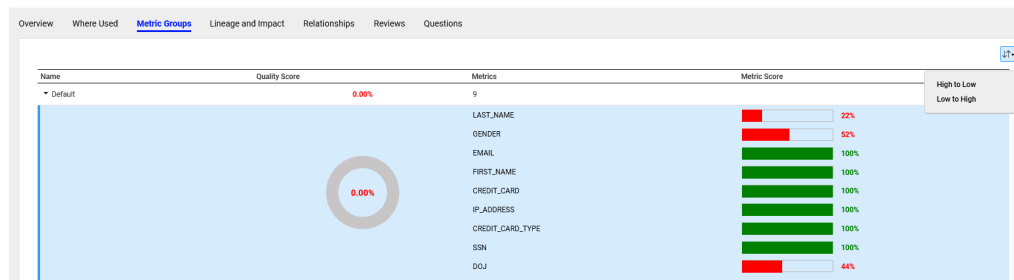 Overview Where Used Metric Groups Lineage and Impact Relationships Reviews Questions
Name Quality Score Metrics Metric Score
High to Low
Default 0.00% 9
Low to High
LAST_NAME 22%
GENDER 52%
EMAIL 100%
FIRST_NAME 100%
0.00% CREDIT_CARD 100%
IP_ADDRESS 100%
CREDIT_CARD_TYPE 100%
SSN 100%
DOJ 44%